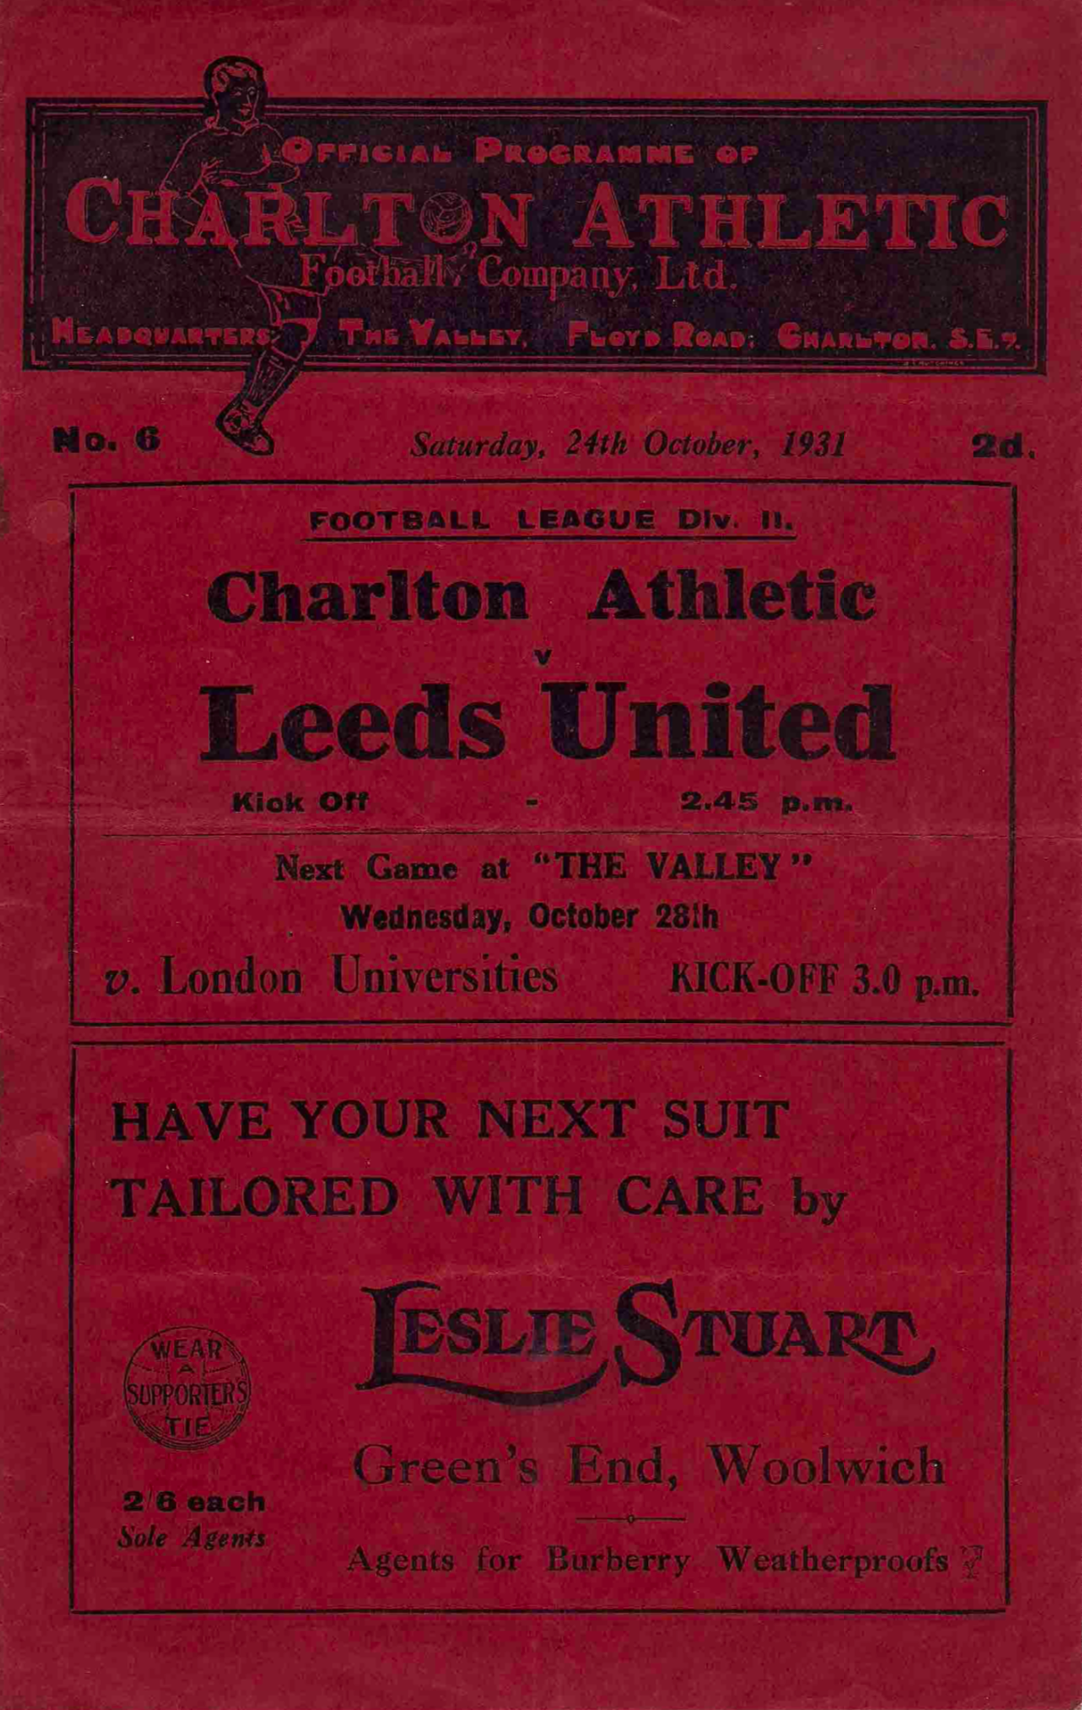 OFFICIAL PROGRAMME OF
CHARLTON ATHLETIC
Football Company, Ltd.
HEADQUARTERS: THE VALLEY, FLOYD ROAD; CHARLTON. S.E.7.
No. 6 Saturday, 24th October, 1931 2d.
FOOTBALL LEAGUE Div. II.
Charlton Athletic
v
Leeds United
Kick Off - 2.45 p.m.
Next Game at "THE VALLEY"
Wednesday, October 28th
v. London Universities KICK-OFF 3.0 p.m.
HAVE YOUR NEXT SUIT
TAILORED WITH CARE by
LESLIE STUART
WEAR
A
SUPPORTER'S
TIE
2/6 each
Sole Agents
Green's End, Woolwich
Agents for Burberry Weatherproofs